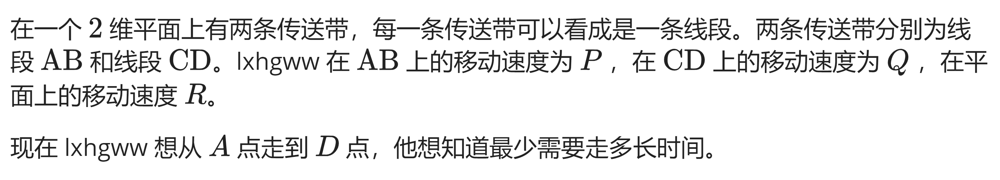 在一个 2 维平面上有两条传送带，每一条传送带可以看成是一条线段。两条传送带分别为线
段 AB 和线段 CD。lxhgww 在 AB 上的移动速度为 P ，在 CD 上的移动速度为 Q ，在平
面上的移动速度 R。
现在 lxhgww 想从 A 点走到 D 点，他想知道最少需要走多长时间。